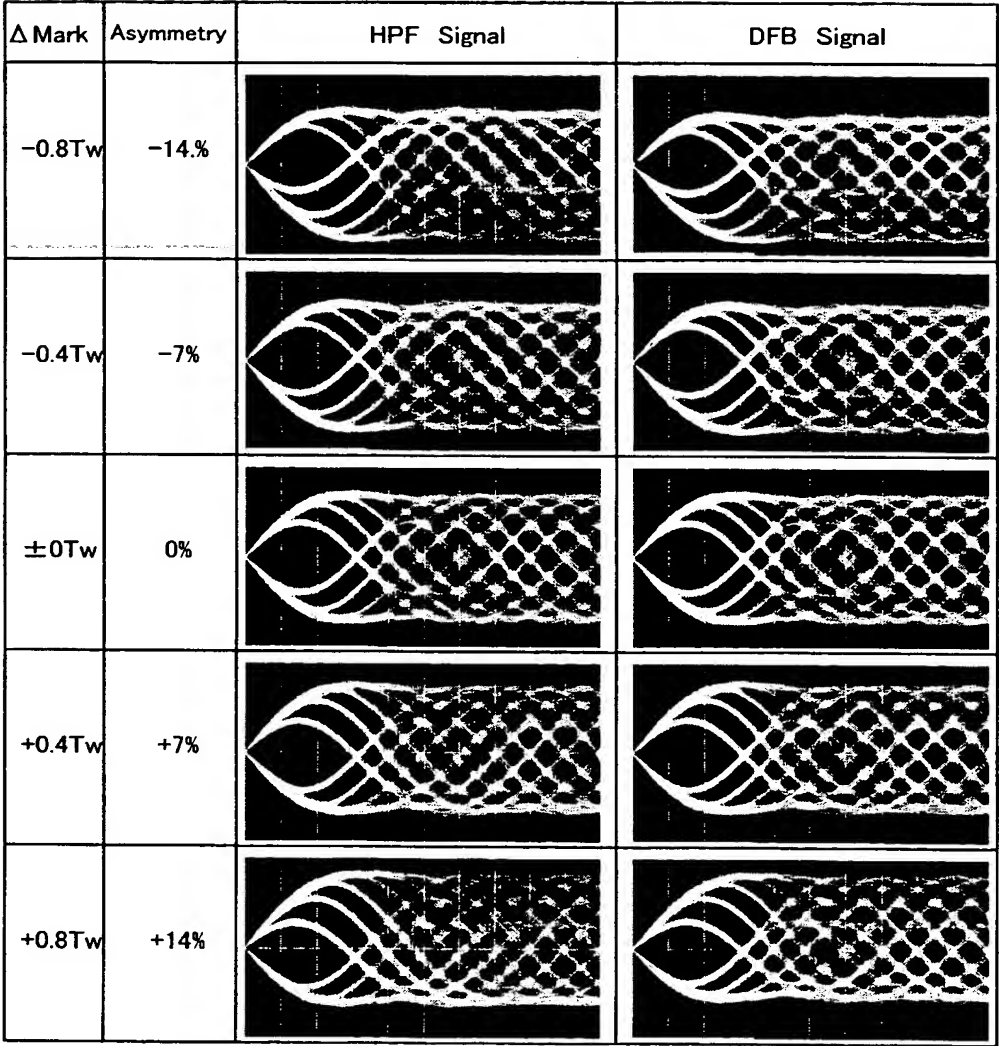 Δ Mark Asymmetry HPF Signal DFB Signal
−0.8Tw −14.%
−0.4Tw −7%
±0Tw 0%
+0.4Tw +7%
+0.8Tw +14%